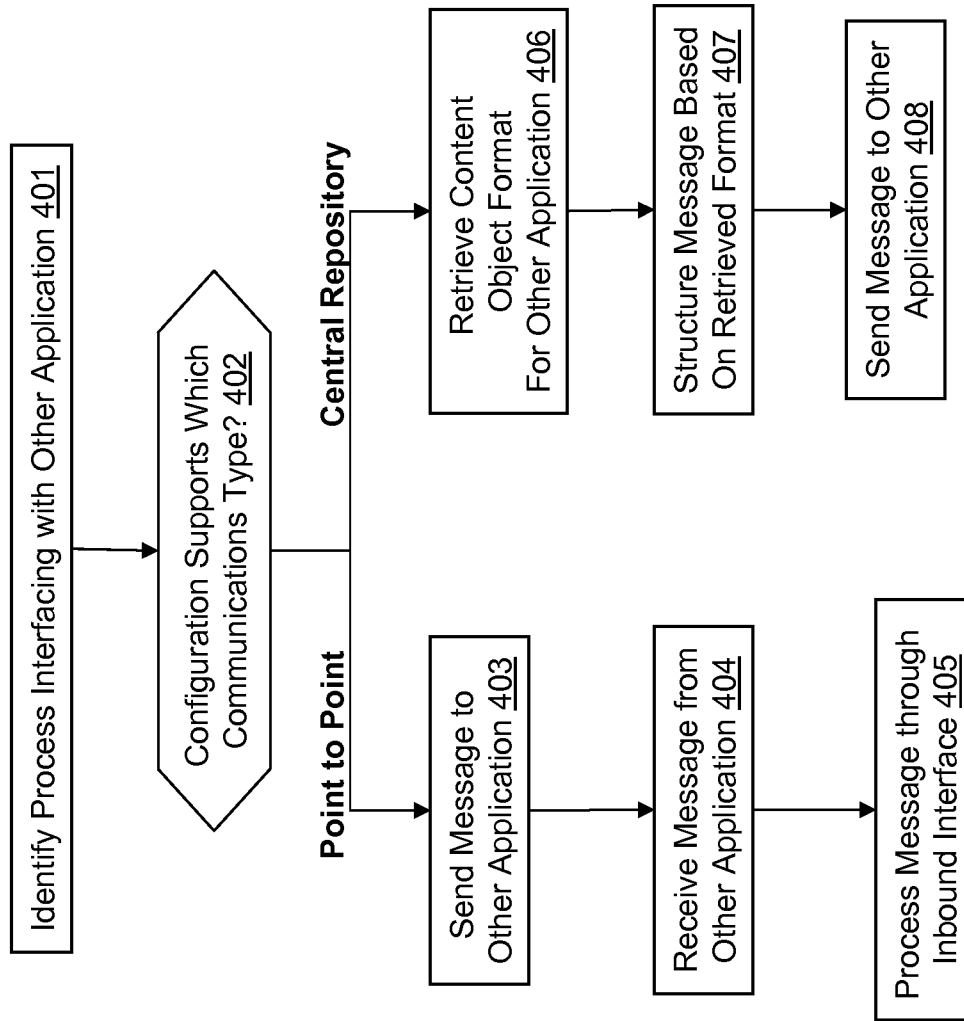 Identify Process Interfacing with Other Application 401
Configuration Supports Which
Communications Type? 402
Point to Point
Central Repository
Send Message to
Other Application 403
Receive Message from
Other Application 404
Process Message through
Inbound Interface 405
Retrieve Content
Object Format
For Other Application 406
Structure Message Based
On Retrieved Format 407
Send Message to Other
Application 408